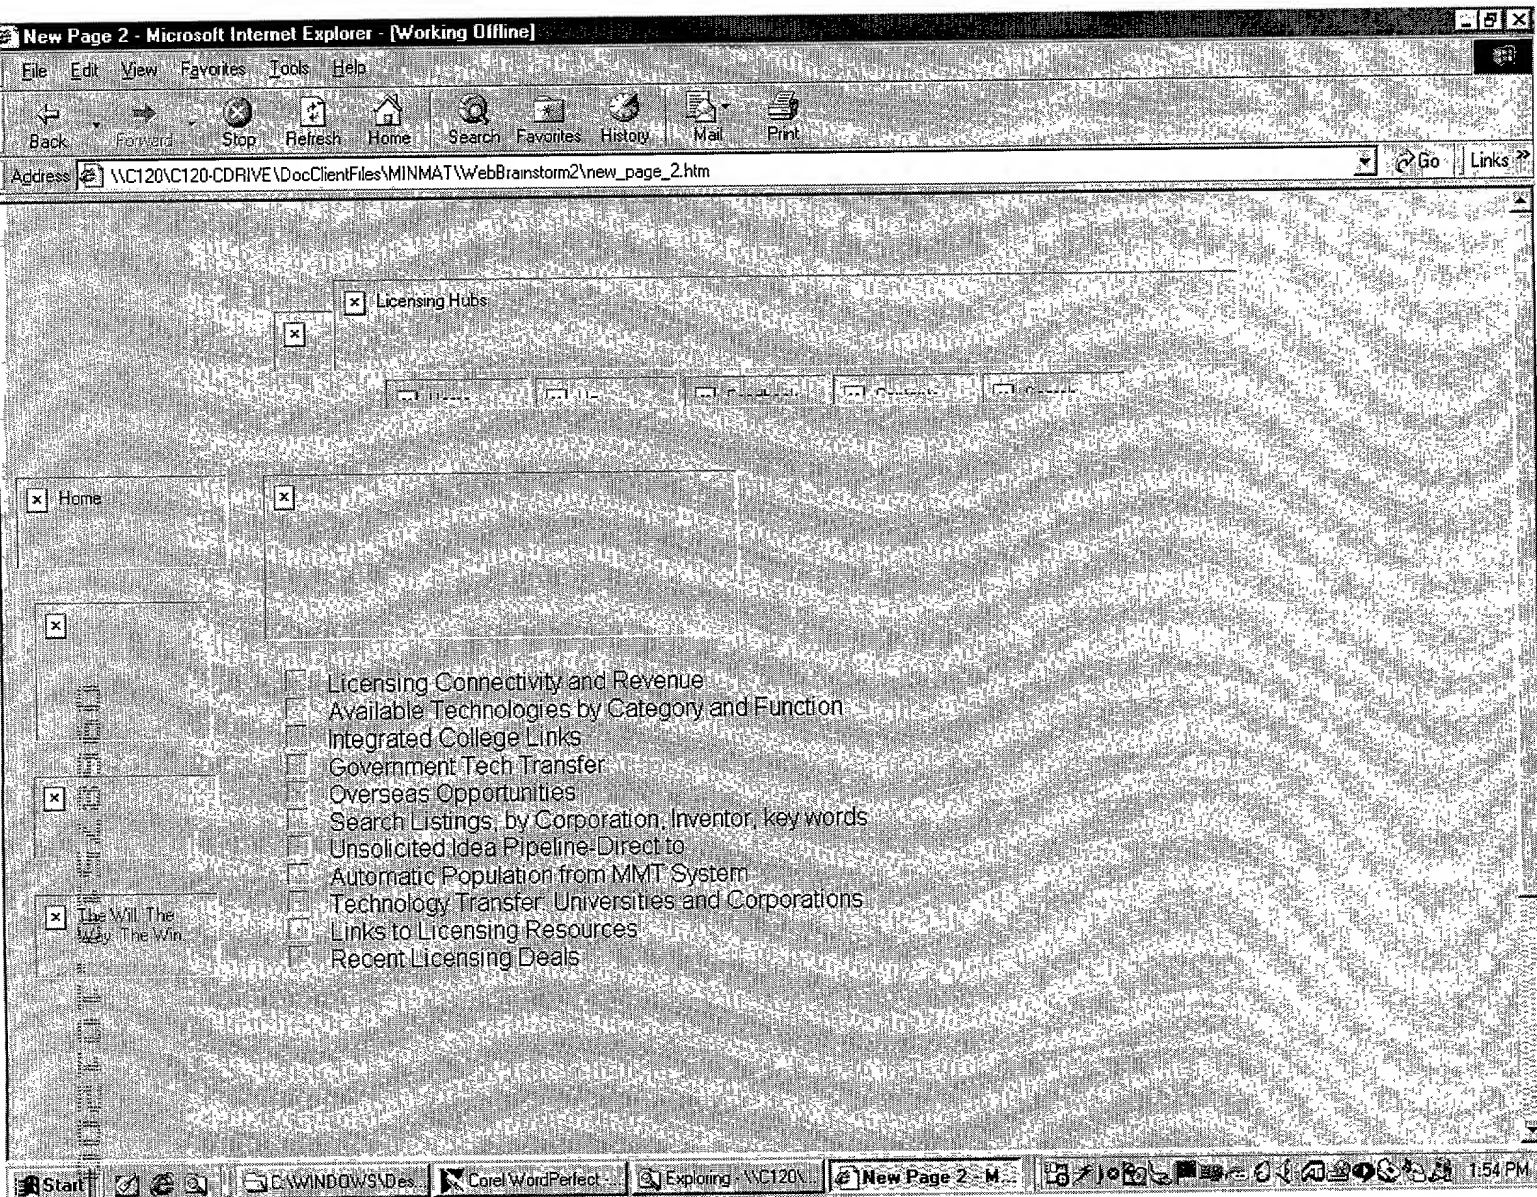 New Page 2 - Microsoft Internet Explorer - [Working Offline]
File Edit View Favorites Tools Help
Back Forward Stop Refresh Home Search Favorites History Mail Print
Address \\C120\C120-CDRIVE\DocClientFiles\MINMAT\WebBrainstorm2\new_page_2.htm Go Links »
Licensing Hubs
Home
Licensing Connectivity and Revenue
Available Technologies by Category and Function
Integrated College Links
Government Tech Transfer
Overseas Opportunities
Search Listings, by Corporation, Inventor, key words
Unsolicited Idea Pipeline-Direct to
Automatic Population from MMT System
Technology Transfer: Universities and Corporations
Links to Licensing Resources
Recent Licensing Deals
The Will. The
Way. The Win.
Start C:\WINDOWS\Des... Corel WordPerfect -... Exploring - \\C120\... New Page 2 - M... 1:54 PM